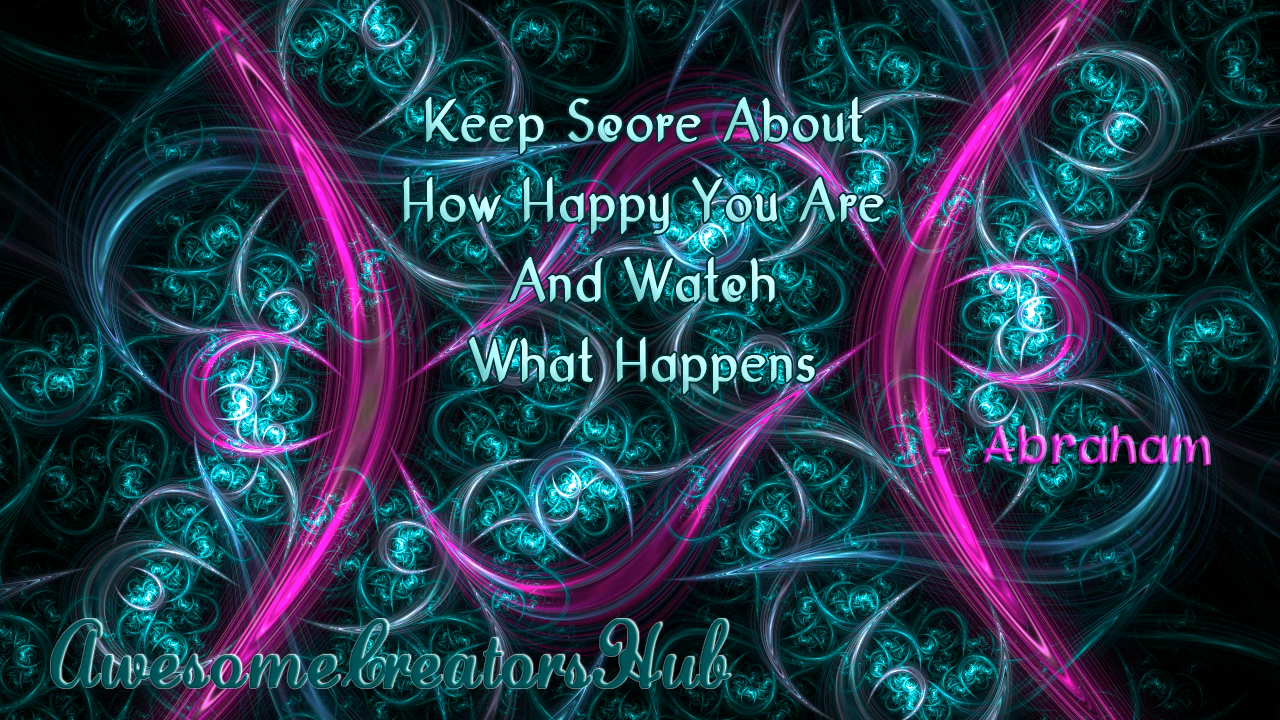 Keep Score About
How Happy You Are
And Watch
What Happens
- Abraham
AwesomeCreatorsHub